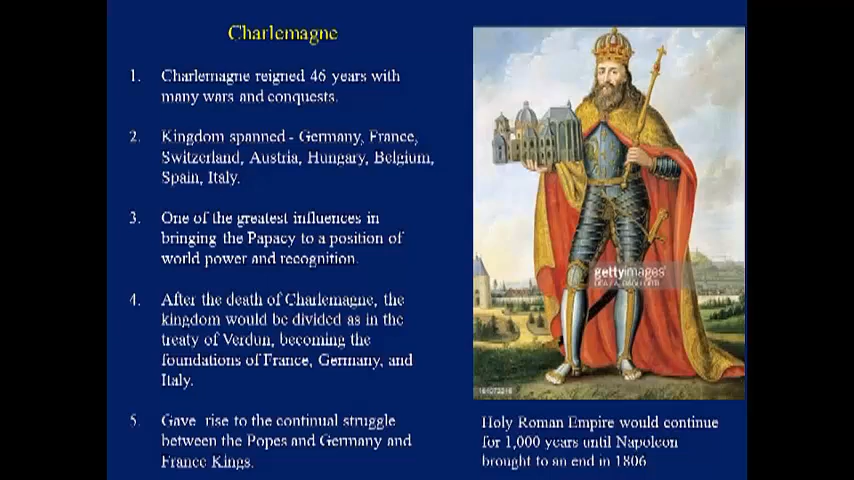 Charlemagne
1. Charlemagne reigned 46 years with
many wars and conquests.
2. Kingdom spanned - Germany, France,
Switzerland, Austria, Hungary, Belgium,
Spain, Italy.
3. One of the greatest influences in
bringing the Papacy to a position of
world power and recognition.
4. After the death of Charlemagne, the
kingdom would be divided as in the
treaty of Verdun, becoming the
foundations of France, Germany, and
Italy.
5. Gave rise to the continual struggle
between the Popes and Germany and
France Kings.
gettyimages
Holy Roman Empire would continue
for 1,000 years until Napoleon
brought to an end in 1806